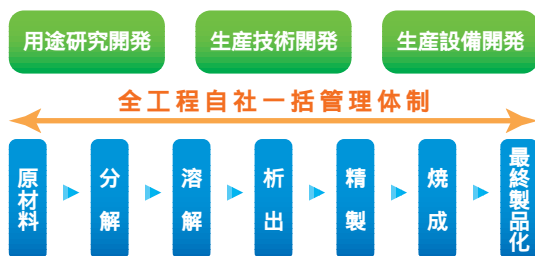 用途研究開発
生産技術開発
生産設備開発
全工程自社一括管理体制
原材料
分解
溶解
析出
精製
焼成
最終製品化